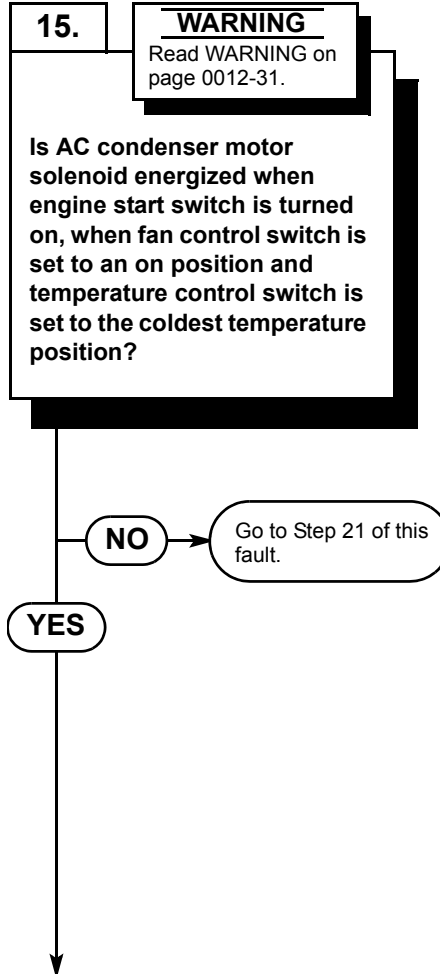 15.
WARNING
Read WARNING on
page 0012-31.
Is AC condenser motor
solenoid energized when
engine start switch is turned
on, when fan control switch is
set to an on position and
temperature control switch is
set to the coldest temperature
position?
NO
Go to Step 21 of this
fault.
YES